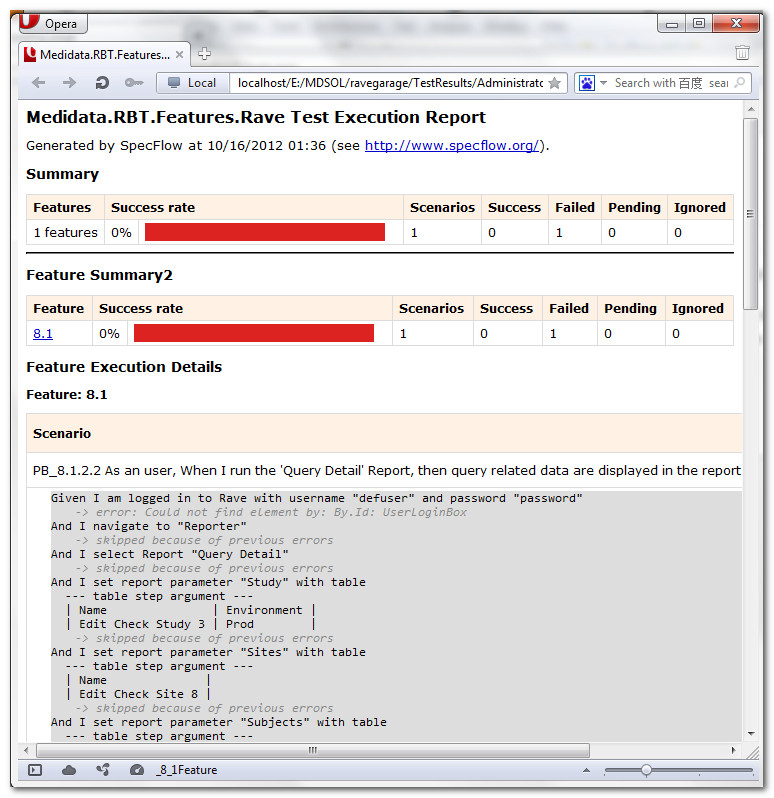 Opera
Medidata.RBT.Features...
Local localhost/E:/MDSOL/ravegarage/TestResults/Administrato Search with 百度 sear
Medidata.RBT.Features.Rave Test Execution Report
Generated by SpecFlow at 10/16/2012 01:36 (see http://www.specflow.org/).
Summary
Features Success rate Scenarios Success Failed Pending Ignored
1 features 0% 1 0 1 0 0
Feature Summary2
Feature Success rate Scenarios Success Failed Pending Ignored
8.1 0% 1 0 1 0 0
Feature Execution Details
Feature: 8.1
Scenario
PB_8.1.2.2 As an user, When I run the 'Query Detail' Report, then query related data are displayed in the report
Given I am logged in to Rave with username "defuser" and password "password"
-> error: Could not find element by: By.Id: UserLoginBox
And I navigate to "Reporter"
-> skipped because of previous errors
And I select Report "Query Detail"
-> skipped because of previous errors
And I set report parameter "Study" with table
--- table step argument ---
| Name | Environment |
| Edit Check Study 3 | Prod |
-> skipped because of previous errors
And I set report parameter "Sites" with table
--- table step argument ---
| Name |
| Edit Check Site 8 |
-> skipped because of previous errors
And I set report parameter "Subjects" with table
--- table step argument ---
_8_1Feature